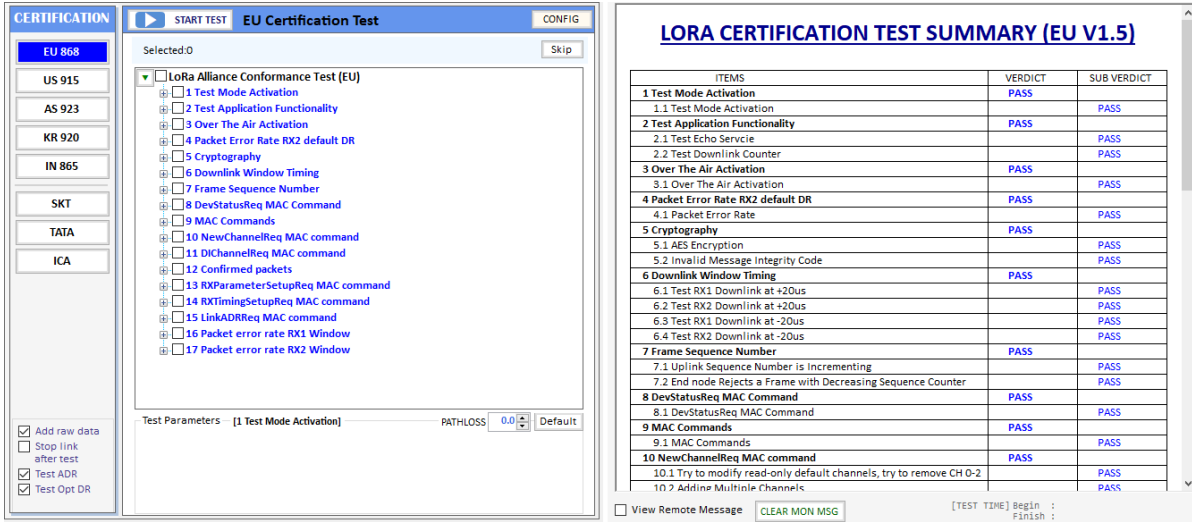 CERTIFICATION
EU 868
US 915
AS 923
KR 920
IN 865
SKT
TATA
ICA
Add raw data
Stop link
after test
Test ADR
Test Opt DR
START TEST
EU Certification Test
CONFIG
Selected:0
Skip
LoRa Alliance Conformance Test (EU)
1 Test Mode Activation
2 Test Application Functionality
3 Over The Air Activation
4 Packet Error Rate RX2 default DR
5 Cryptography
6 Downlink Window Timing
7 Frame Sequence Number
8 DevStatusReq MAC Command
9 MAC Commands
10 NewChannelReq MAC command
11 DIChannelReq MAC command
12 Confirmed packets
13 RXParameterSetupReq MAC command
14 RXTimingSetupReq MAC command
15 LinkADRReq MAC command
16 Packet error rate RX1 Window
17 Packet error rate RX2 Window
Test Parameters [1 Test Mode Activation] PATHLOSS 0.0 Default
LORA CERTIFICATION TEST SUMMARY (EU V1.5)
ITEMS VERDICT SUB VERDICT
1 Test Mode Activation PASS
1.1 Test Mode Activation PASS
2 Test Application Functionality PASS
2.1 Test Echo Servcie PASS
2.2 Test Downlink Counter PASS
3 Over The Air Activation PASS
3.1 Over The Air Activation PASS
4 Packet Error Rate RX2 default DR PASS
4.1 Packet Error Rate PASS
5 Cryptography PASS
5.1 AES Encryption PASS
5.2 Invalid Message Integrity Code PASS
6 Downlink Window Timing PASS
6.1 Test RX1 Downlink at +20us PASS
6.2 Test RX2 Downlink at +20us PASS
6.3 Test RX1 Downlink at -20us PASS
6.4 Test RX2 Downlink at -20us PASS
7 Frame Sequence Number PASS
7.1 Uplink Sequence Number is Incrementing PASS
7.2 End node Rejects a Frame with Decreasing Sequence Counter PASS
8 DevStatusReq MAC Command PASS
8.1 DevStatusReq MAC Command PASS
9 MAC Commands PASS
9.1 MAC Commands PASS
10 NewChannelReq MAC command PASS
10.1 Try to modify read-only default channels, try to remove CH 0-2 PASS
10.2 Adding Multiple Channels PASS
View Remote Message
CLEAR MON MSG
[TEST TIME] Begin :
Finish :